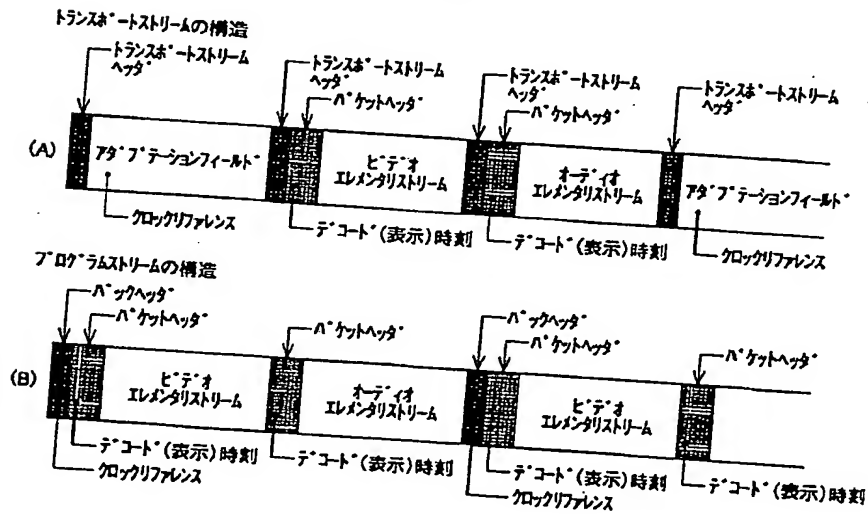 トランスポートストリームの構造
トランスポートストリーム
ヘッダ
トランスポートストリーム
ヘッダ
パケットヘッダ
トランスポートストリーム
ヘッダ
パケットヘッダ
トランスポートストリーム
ヘッダ
(A)
アダプテーションフィールド
ビデオ
エレメンタリストリーム
オーディオ
エレメンタリストリーム
アダプテーションフィールド
クロックリファレンス
デコード(表示)時刻
デコード(表示)時刻
クロックリファレンス
プログラムストリームの構造
パックヘッダ
パケットヘッダ
パケットヘッダ
パックヘッダ
パケットヘッダ
パケットヘッダ
(B)
ビデオ
エレメンタリストリーム
オーディオ
エレメンタリストリーム
ビデオ
エレメンタリストリーム
デコード(表示)時刻
クロックリファレンス
デコード(表示)時刻
デコード(表示)時刻
クロックリファレンス
デコード(表示)時刻